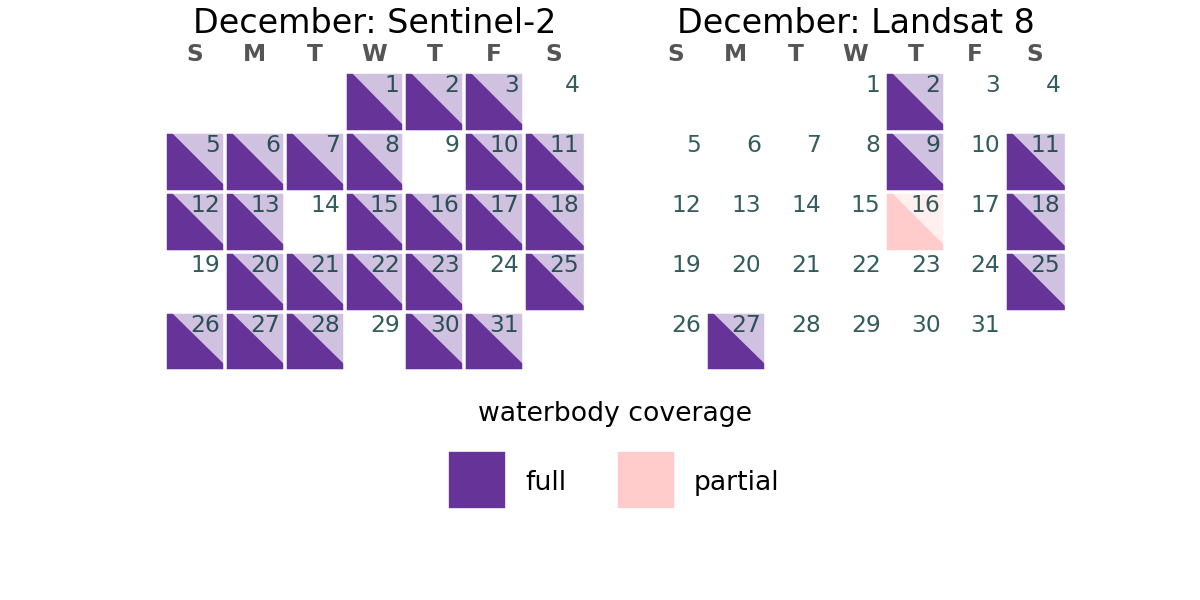 December: Sentinel-2
S M T W T F S
1 2 3 4
5 6 7 8 9 10 11
12 13 14 15 16 17 18
19 20 21 22 23 24 25
26 27 28 29 30 31
December: Landsat 8
S M T W T F S
1 2 3 4
5 6 7 8 9 10 11
12 13 14 15 16 17 18
19 20 21 22 23 24 25
26 27 28 29 30 31
waterbody coverage
full partial